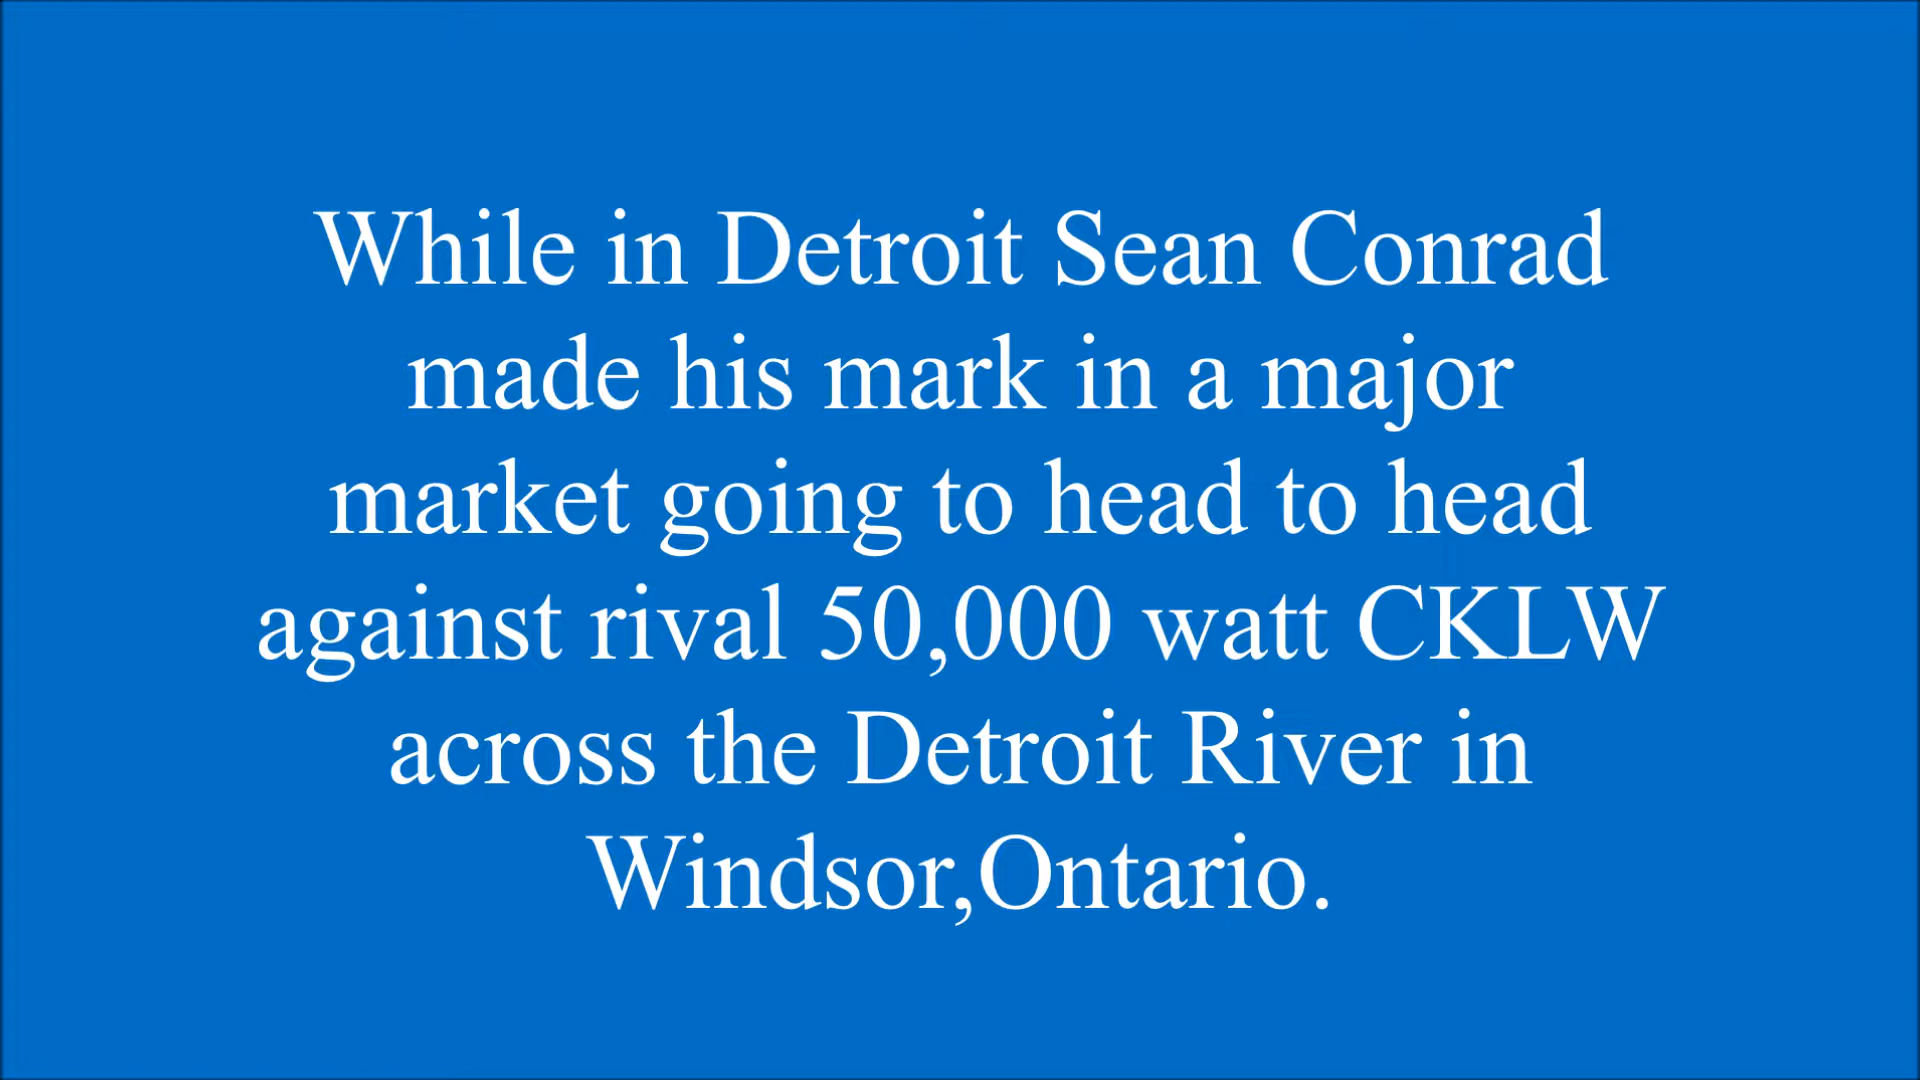 While in Detroit Sean Conrad
made his mark in a major
market going to head to head
against rival 50,000 watt CKLW
across the Detroit River in
Windsor,Ontario.